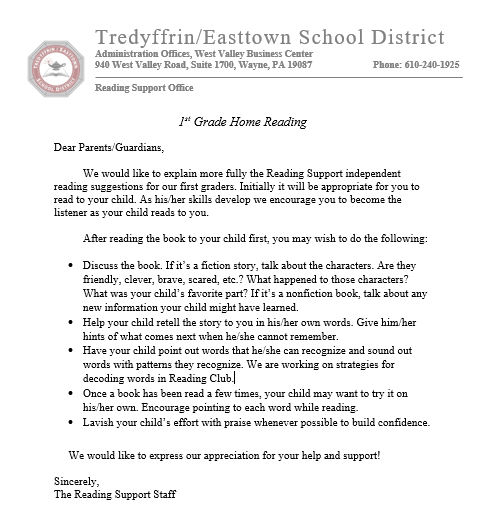 Tredyffrin/Easttown School District
Administration Offices, West Valley Business Center
940 West Valley Road, Suite 1700, Wayne, PA 19087 Phone: 610-240-1925
Reading Support Office
1st Grade Home Reading
Dear Parents/Guardians,
We would like to explain more fully the Reading Support independent
reading suggestions for our first graders. Initially it will be appropriate for you to
read to your child. As his/her skills develop we encourage you to become the
listener as your child reads to you.
After reading the book to your child first, you may wish to do the following:
• Discuss the book. If it's a fiction story, talk about the characters. Are they
friendly, clever, brave, scared, etc.? What happened to those characters?
What was your child's favorite part? If it's a nonfiction book, talk about any
new information your child might have learned.
• Help your child retell the story to you in his/her own words. Give him/her
hints of what comes next when he/she cannot remember.
• Have your child point out words that he/she can recognize and sound out
words with patterns they recognize. We are working on strategies for
decoding words in Reading Club.
• Once a book has been read a few times, your child may want to try it on
his/her own. Encourage pointing to each word while reading.
• Lavish your child's effort with praise whenever possible to build confidence.
We would like to express our appreciation for your help and support!
Sincerely,
The Reading Support Staff